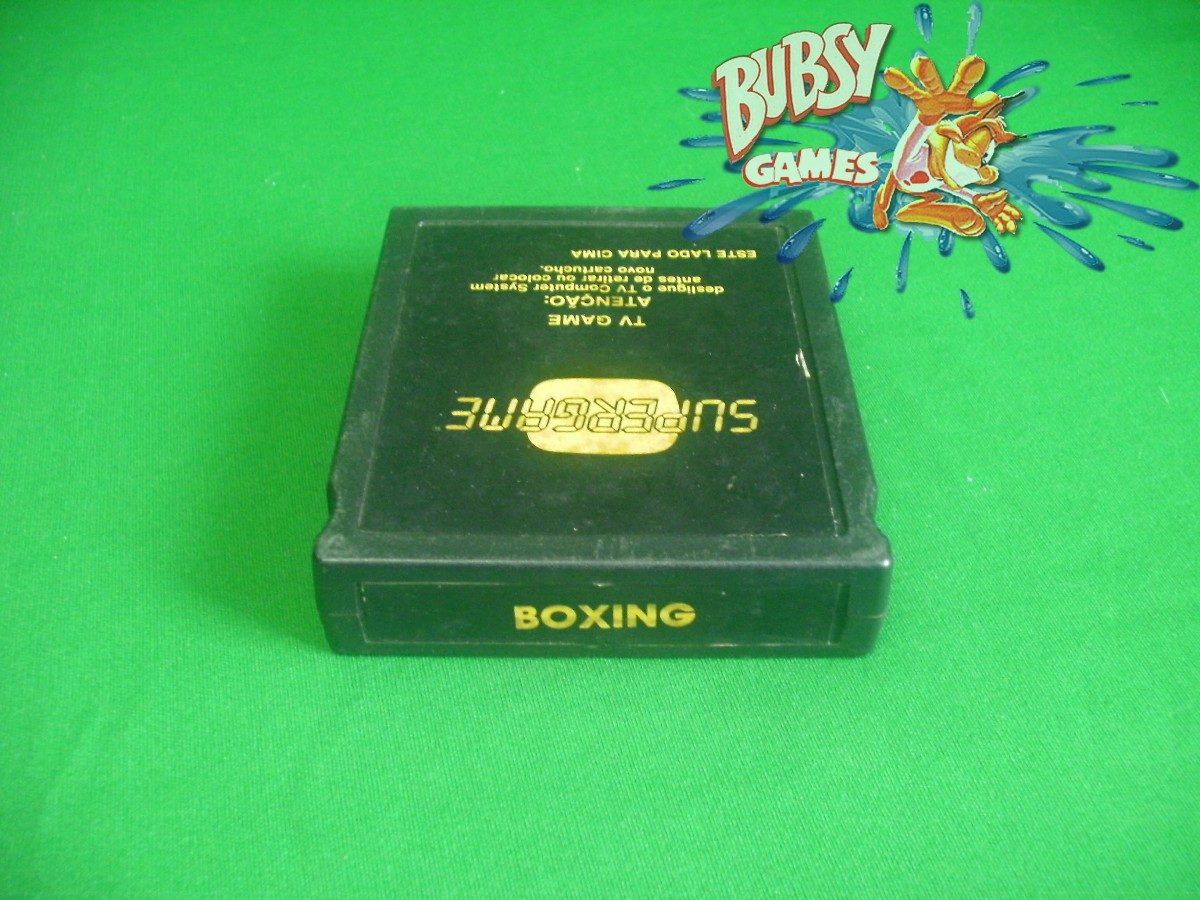 BUBSY
GAMES
ESTE LADO PARA CIMA
novo cartucho.
antes de retirar ou colocar
desligue o TV Computer System
ATENÇÃO:
TV GAME
SUPERGAME
BOXING